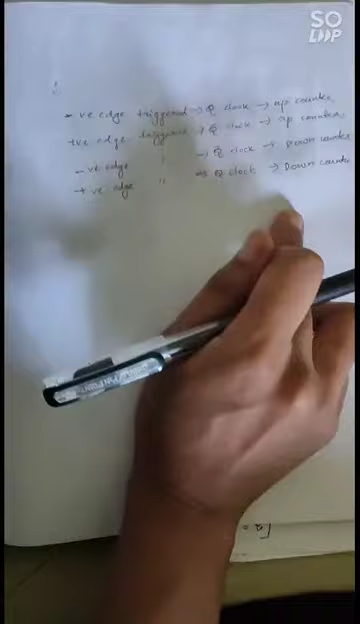 SO
LOOP
- ve edge triggered → Q clock → up counter
+ve edge triggered → Q clock → up counter
- ve edge " → Q clock → Down counter
+ ve edge " → Q clock → Down counter